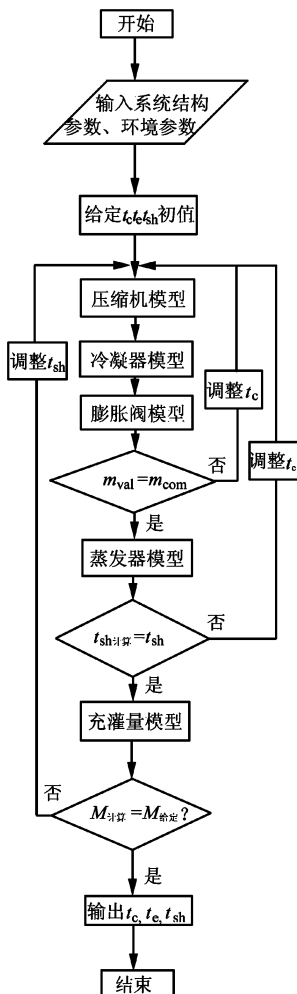 开始
输入系统结构
参数、环境参数
给定tctetsh初值
压缩机模型
调整tsh
冷凝器模型
调整tc
膨胀阀模型
调整te
mval=mcom
否
是
蒸发器模型
tsh计算=tsh
否
是
充灌量模型
否
M计算=M给定?
是
输出tc, te, tsh
结束